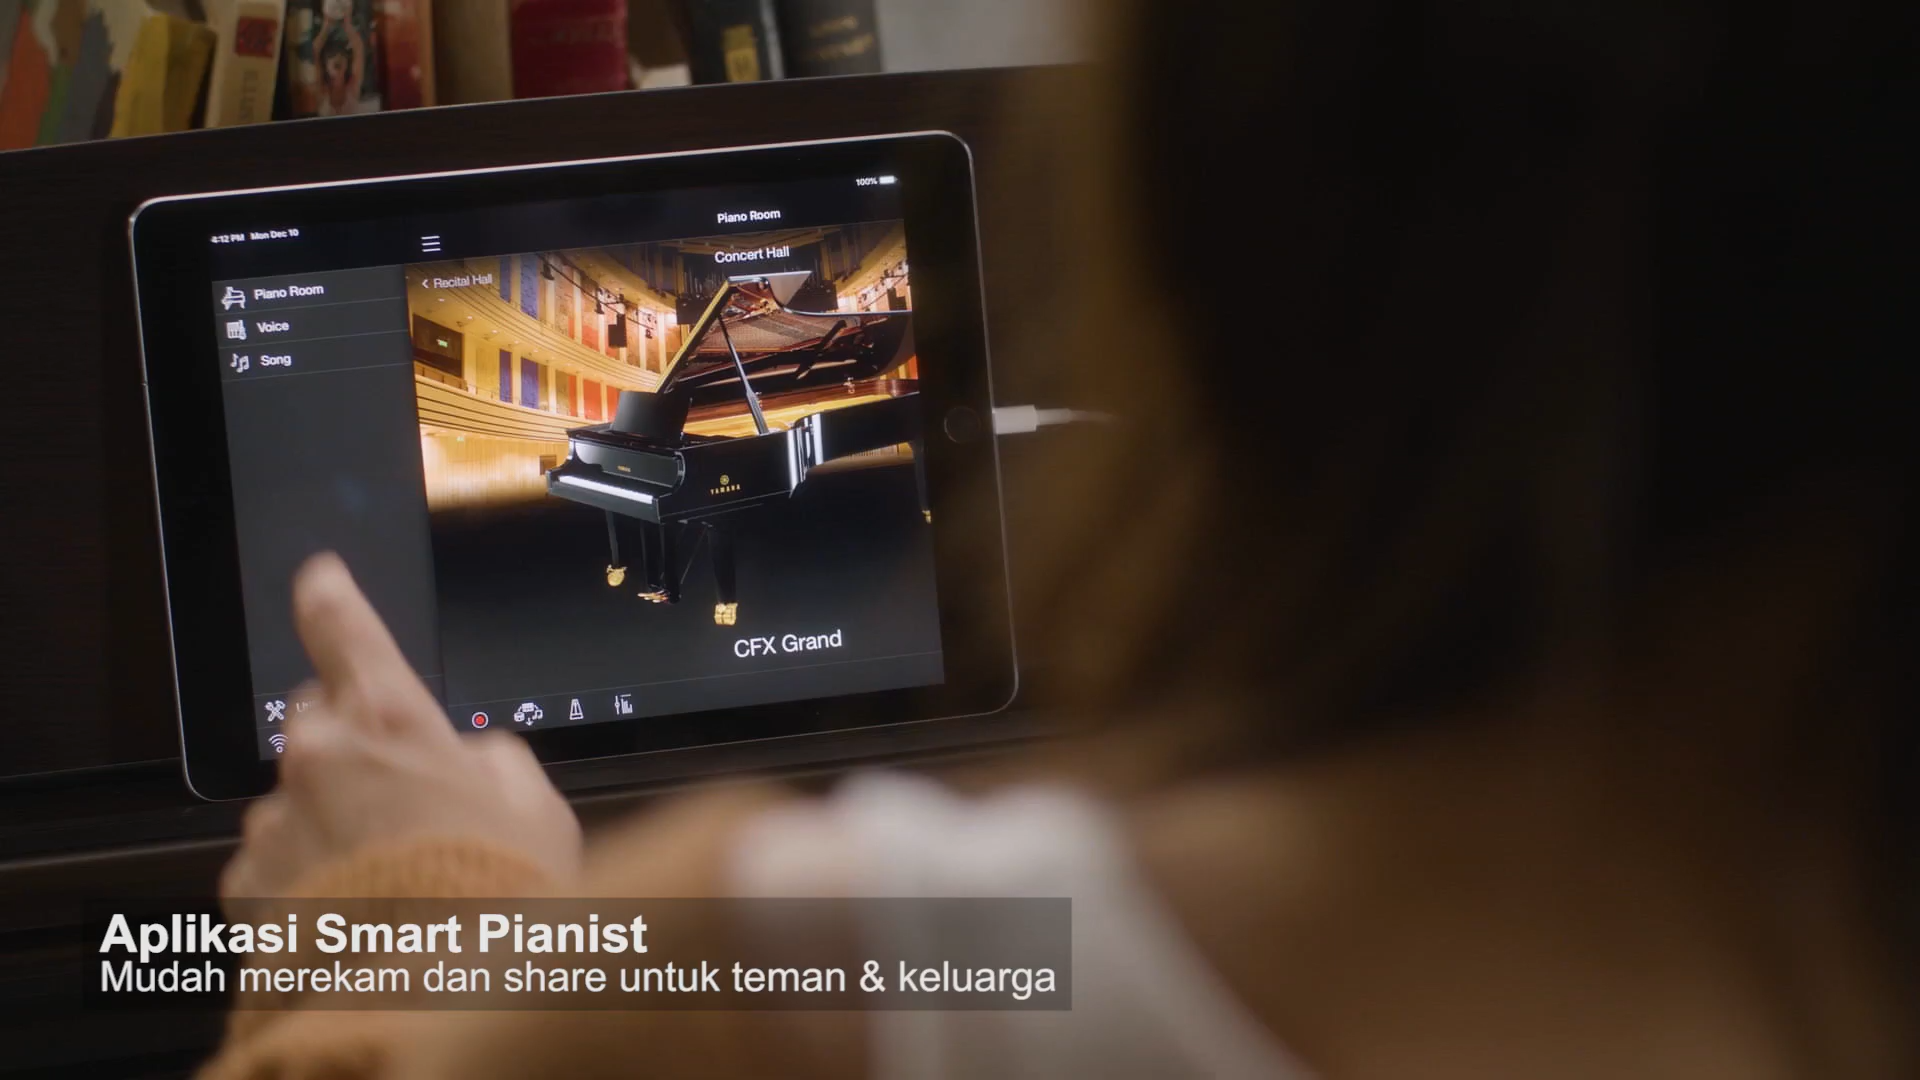 4:12 PM Mon Dec 10
100%
Piano Room
Concert Hall
Recital Hall
Piano Room
Voice
Song
YAMAHA
CFX Grand
Aplikasi Smart Pianist
Mudah merekam dan share untuk teman & keluarga